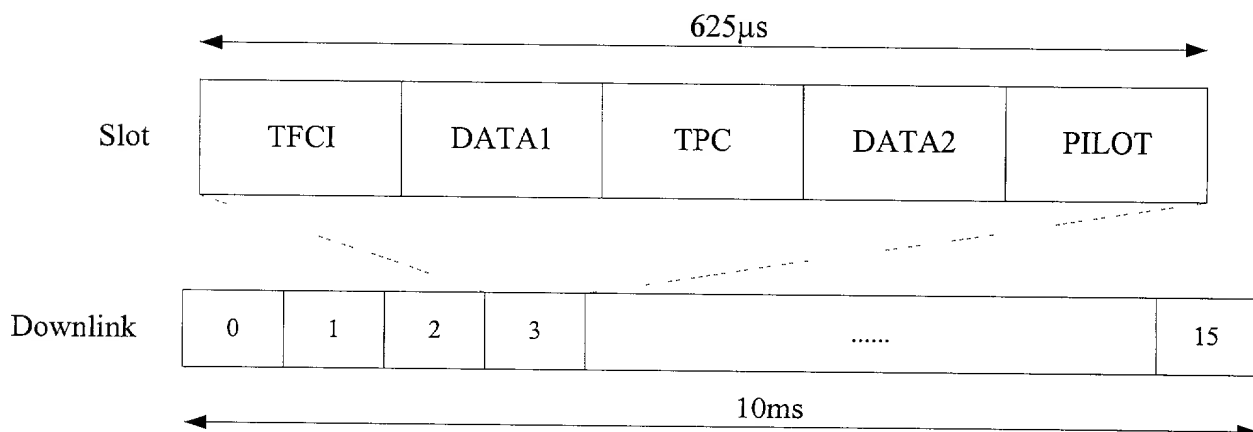 625μs
Slot TFCI DATA1 TPC DATA2 PILOT
Downlink 0 1 2 3 ...... 15
10ms